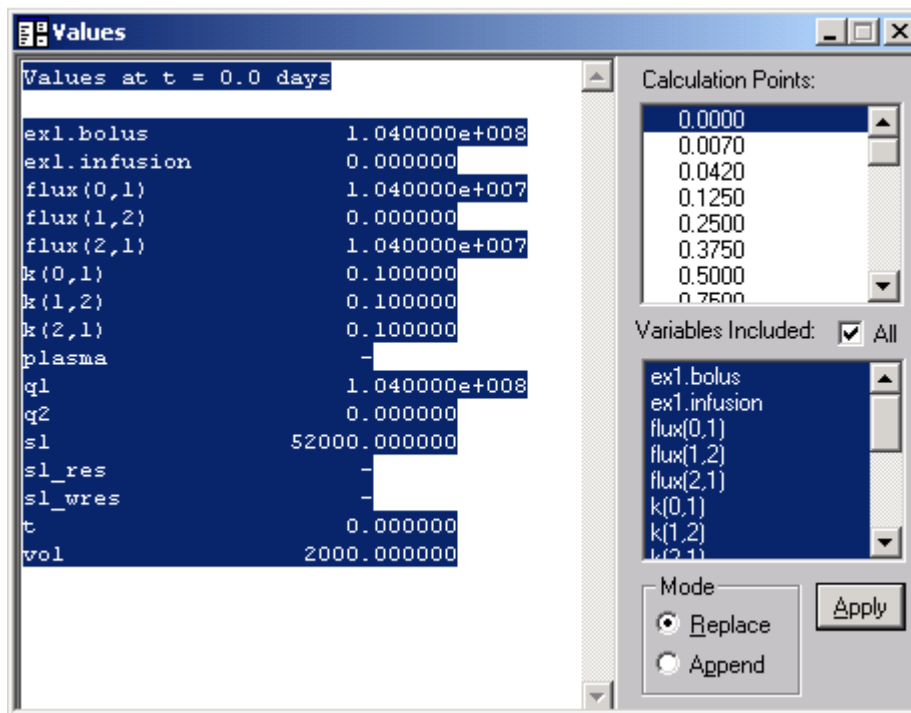 Values
Values at t = 0.0 days
ex1.bolus 1.040000e+008
ex1.infusion 0.000000
flux(0,1) 1.040000e+007
flux(1,2) 0.000000
flux(2,1) 1.040000e+007
k(0,1) 0.100000
k(1,2) 0.100000
k(2,1) 0.100000
plasma -
q1 1.040000e+008
q2 0.000000
s1 52000.000000
s1_res -
s1_wres -
t 0.000000
vol 2000.000000
Calculation Points:
0.0000
0.0070
0.0420
0.1250
0.2500
0.3750
0.5000
0.7500
Variables Included:
All
ex1.bolus
ex1.infusion
flux(0,1)
flux(1,2)
flux(2,1)
k(0,1)
k(1,2)
k(2,1)
Mode
Replace
Append
Apply